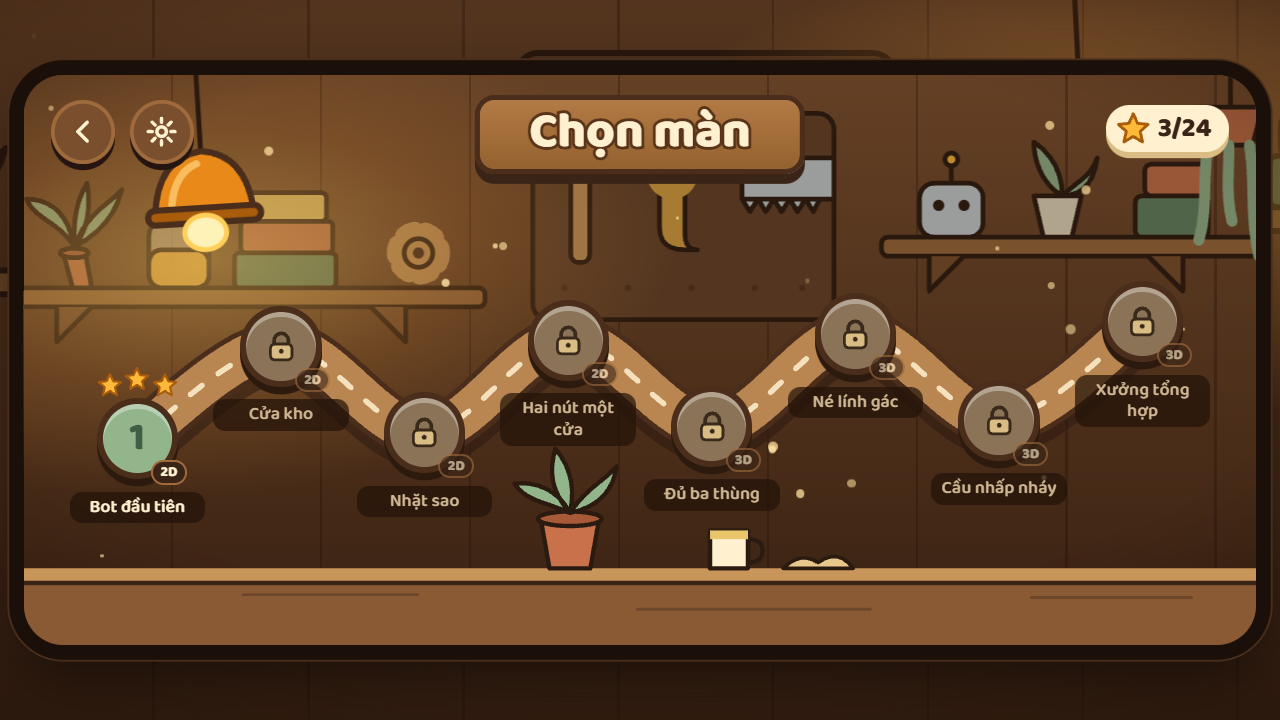 Chọn màn
3/24
1
2D
Bot đầu tiên
2D
Cửa kho
2D
Nhặt sao
2D
Hai nút một
cửa
3D
Đủ ba thùng
3D
Né lính gác
3D
Cầu nhấp nháy
3D
Xưởng tổng
hợp